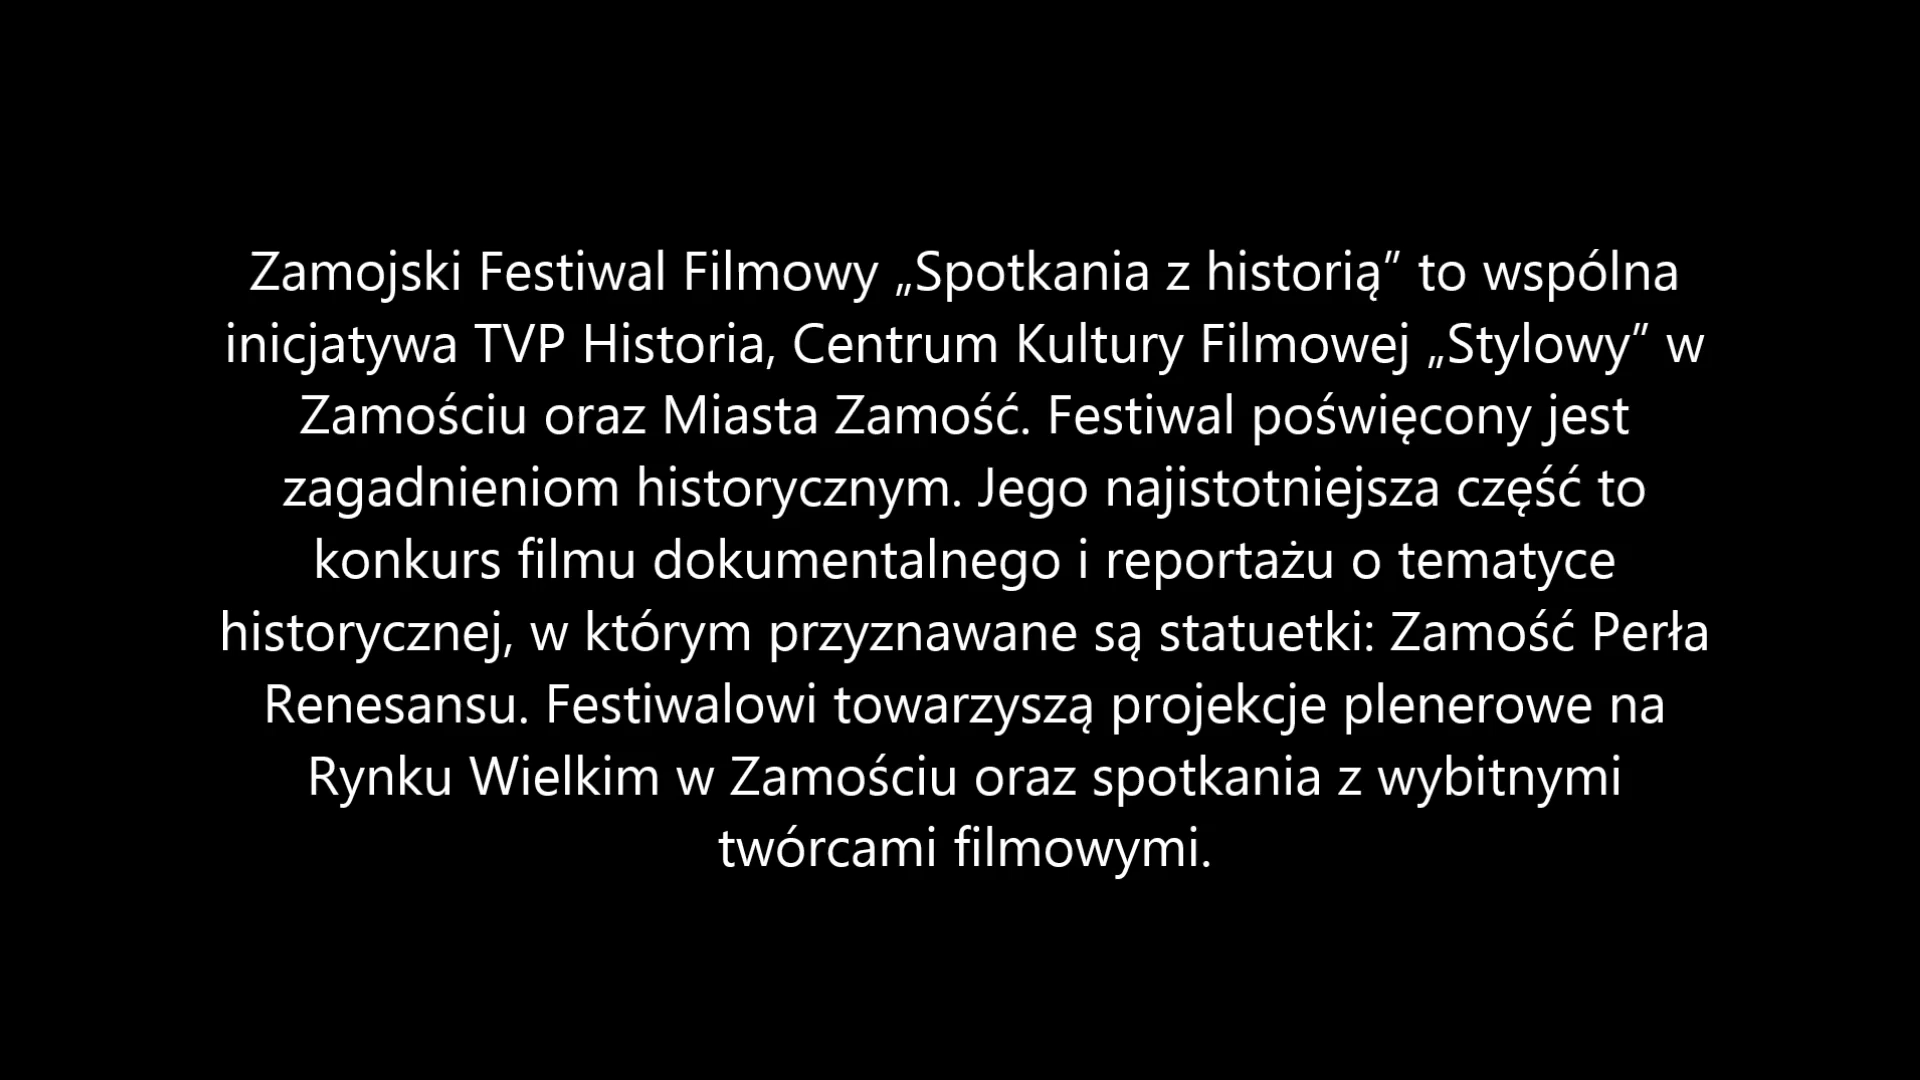 Zamojski Festiwal Filmowy „Spotkania z historią” to wspólna
inicjatywa TVP Historia, Centrum Kultury Filmowej „Stylowy” w
Zamościu oraz Miasta Zamość. Festiwal poświęcony jest
zagadnieniom historycznym. Jego najistotniejsza część to
konkurs filmu dokumentalnego i reportażu o tematyce
historycznej, w którym przyznawane są statuetki: Zamość Perła
Renesansu. Festiwalowi towarzyszą projekcje plenerowe na
Rynku Wielkim w Zamościu oraz spotkania z wybitnymi
twórcami filmowymi.